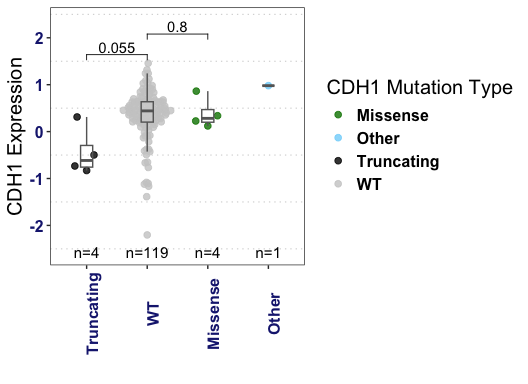 CDH1 Expression
2
1
0
-1
-2
0.055
0.8
n=4
n=119
n=4
n=1
Truncating
WT
Missense
Other
CDH1 Mutation Type
Missense
Other
Truncating
WT